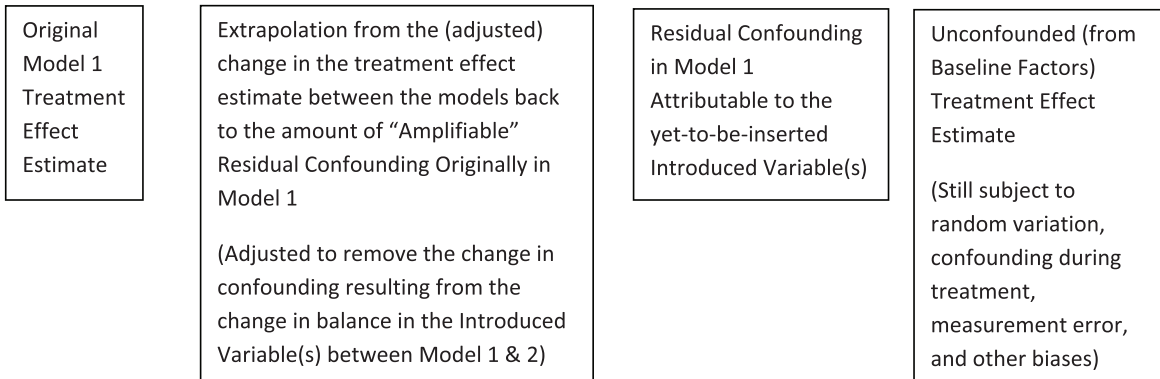 Original
Model 1
Treatment
Effect
Estimate
Extrapolation from the (adjusted)
change in the treatment effect
estimate between the models back
to the amount of “Amplifiable”
Residual Confounding Originally in
Model 1
(Adjusted to remove the change in
confounding resulting from the
change in balance in the Introduced
Variable(s) between Model 1 & 2)
Residual Confounding
in Model 1
Attributable to the
yet-to-be-inserted
Introduced Variable(s)
Unconfounded (from
Baseline Factors)
Treatment Effect
Estimate
(Still subject to
random variation,
confounding during
treatment,
measurement error,
and other biases)